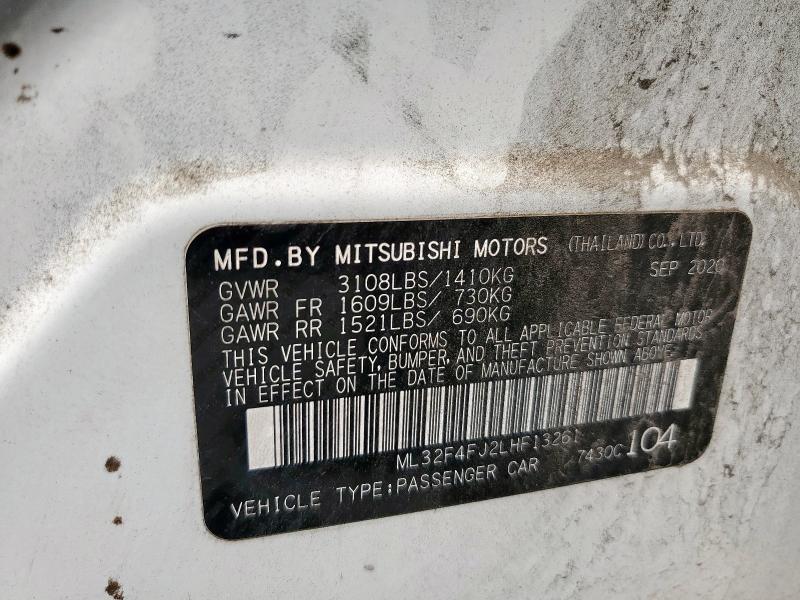 MFD.BY MITSUBISHI MOTORS (THAILAND) CO., LTD.
SEP 2020
GVWR 3108LBS/1410KG
GAWR FR 1609LBS/ 730KG
GAWR RR 1521LBS/ 690KG
THIS VEHICLE CONFORMS TO ALL APPLICABLE FEDERAL MOTOR
VEHICLE SAFETY, BUMPER, AND THEFT PREVENTION STANDARDS
IN EFFECT ON THE DATE OF MANUFACTURE SHOWN ABOVE.
ML32F4FJ2LHF13261
7430C 104
VEHICLE TYPE:PASSENGER CAR